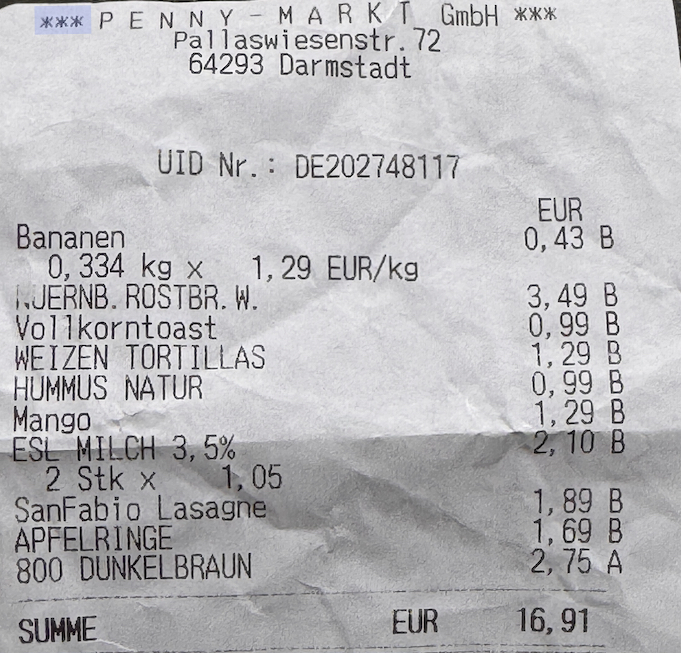 *** PENNY-MARKT GmbH ***
Pallaswiesenstr. 72
64293 Darmstadt
UID Nr.: DE202748117
EUR
Bananen 0,43 B
0,334 kg x 1,29 EUR/kg
NUERNB. ROSTBR. W. 3,49 B
Vollkorntoast 0,99 B
WEIZEN TORTILLAS 1,29 B
HUMMUS NATUR 0,99 B
Mango 1,29 B
ESL MILCH 3,5% 2,10 B
2 Stk x 1,05
SanFabio Lasagne 1,89 B
APFELRINGE 1,69 B
800 DUNKELBRAUN 2,75 A
SUMME EUR 16,91